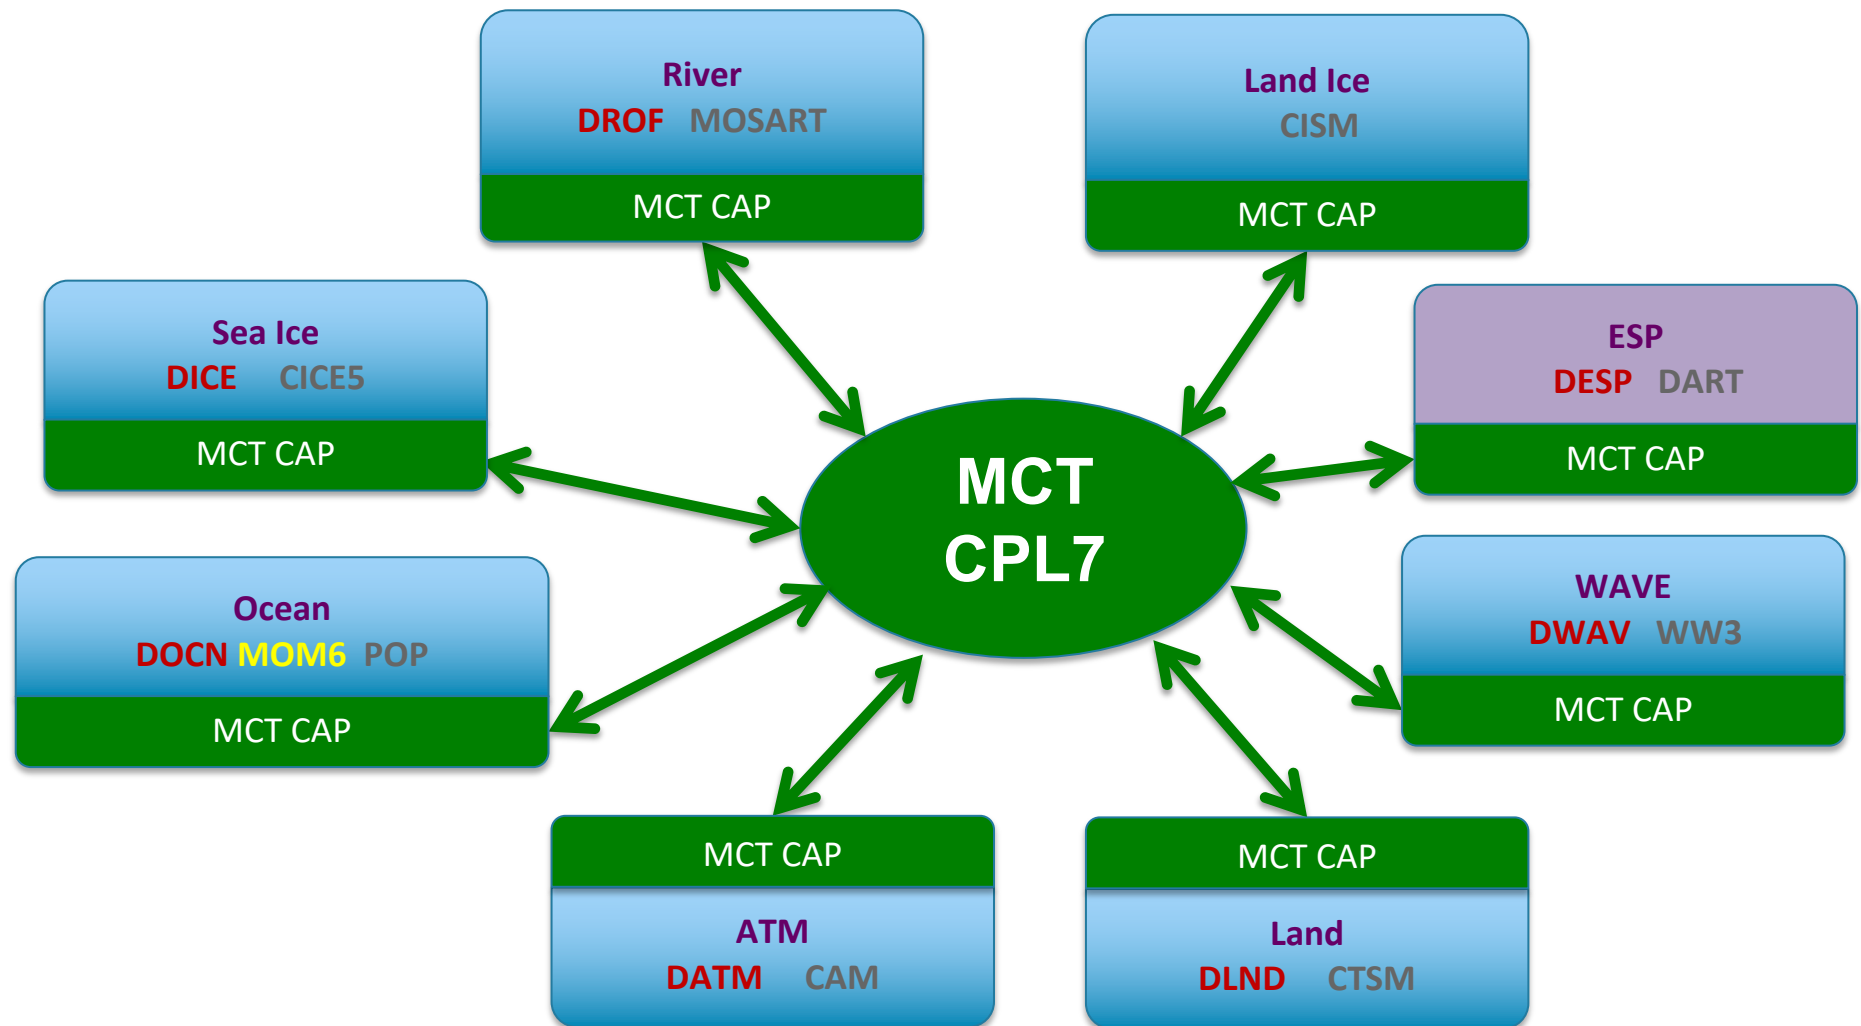 River
DROF MOSART
MCT CAP
Land Ice
CISM
MCT CAP
Sea Ice
DICE CICE5
MCT CAP
ESP
DESP DART
MCT CAP
MCT
CPL7
Ocean
DOCN MOM6 POP
MCT CAP
WAVE
DWAV WW3
MCT CAP
MCT CAP
ATM
DATM CAM
MCT CAP
Land
DLND CTSM